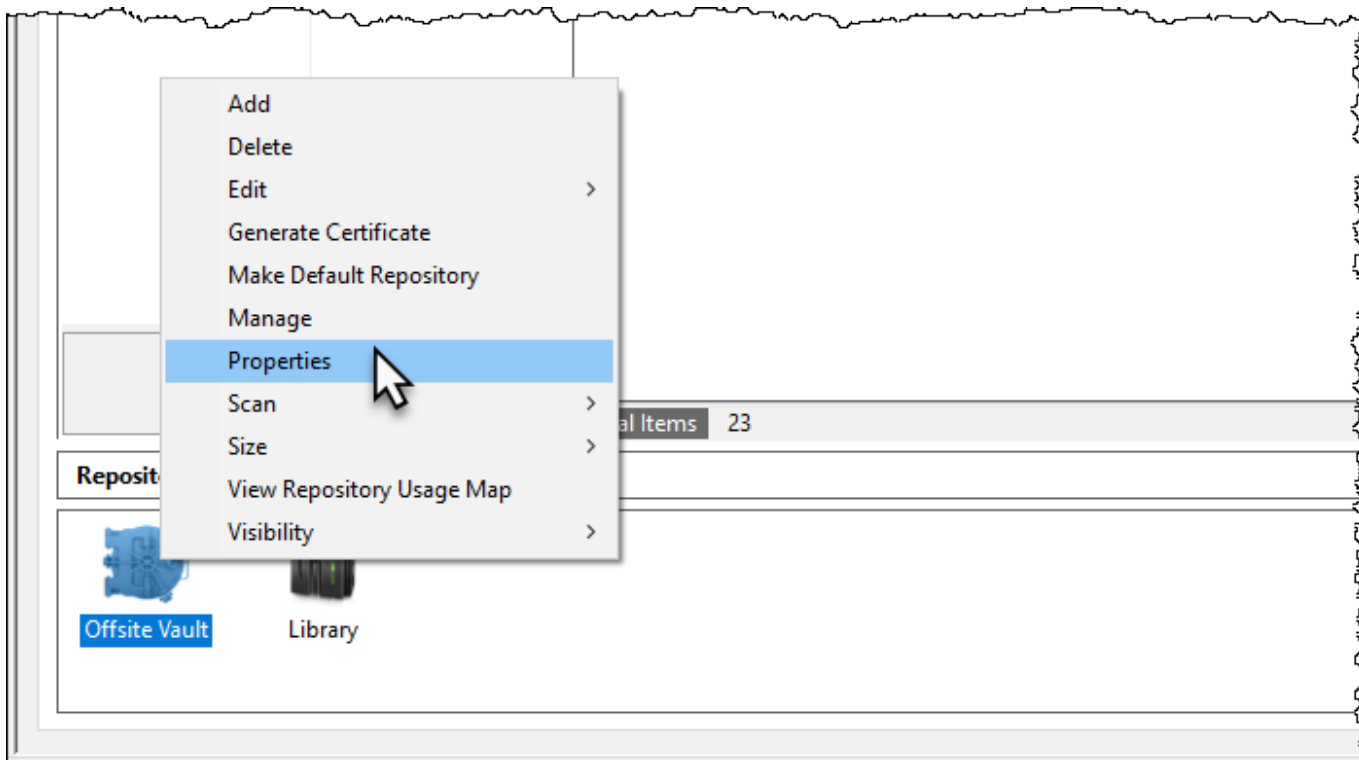 Add
Delete
Edit
Generate Certificate
Make Default Repository
Manage
Properties
Scan
al Items 23
Size
Reposit
View Repository Usage Map
Visibility
Offsite Vault Library